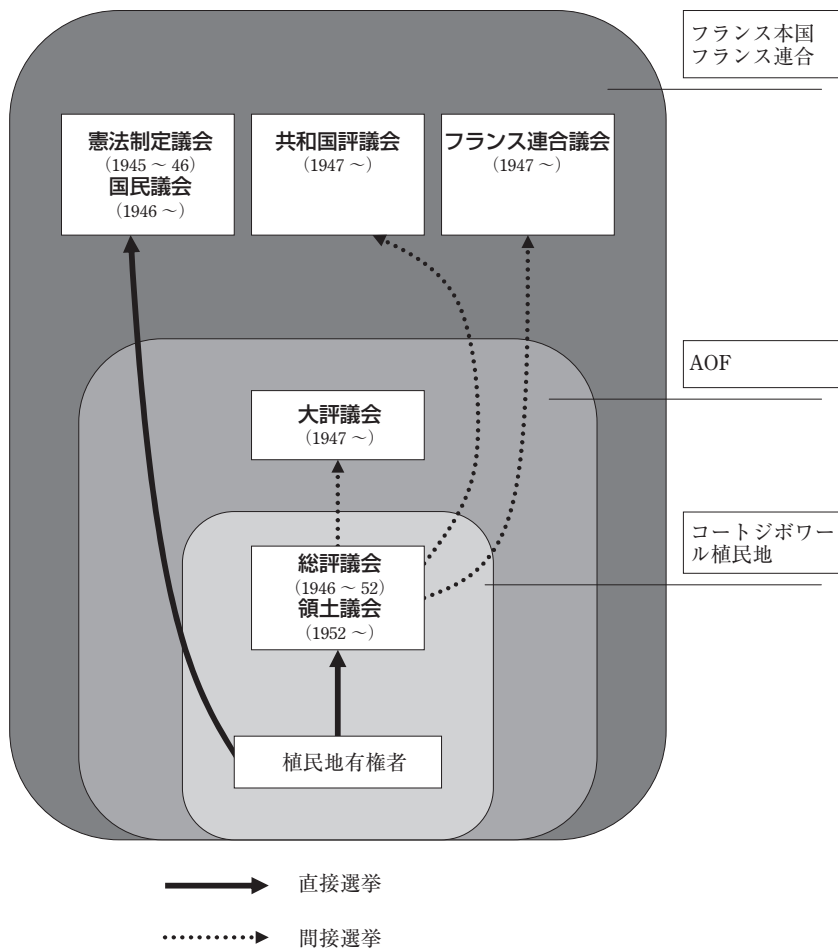 フランス本国
フランス連合
憲法制定議会
（1945 ～ 46）
国民議会
（1946 ～）
共和国評議会
（1947 ～）
フランス連合議会
（1947 ～）
AOF
大評議会
（1947 ～）
コートジボワー
ル植民地
総評議会
（1946 ～ 52）
領土議会
（1952 ～）
植民地有権者
直接選挙
間接選挙